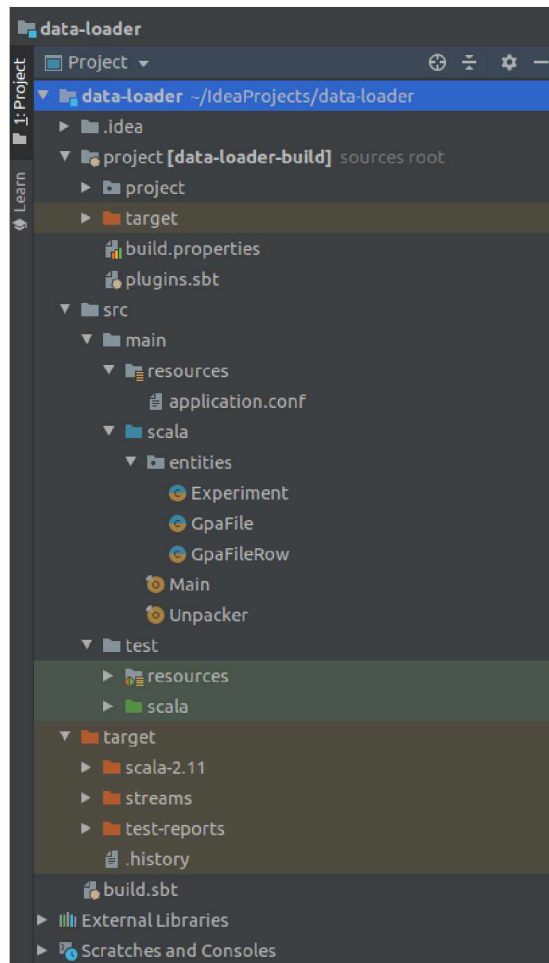 data-loader
1: Project
Learn
Project
data-loader ~/IdeaProjects/data-loader
.idea
project [data-loader-build] sources root
project
target
build.properties
plugins.sbt
src
main
resources
application.conf
scala
entities
Experiment
GpaFile
GpaFileRow
Main
Unpacker
test
resources
scala
target
scala-2.11
streams
test-reports
.history
build.sbt
External Libraries
Scratches and Consoles